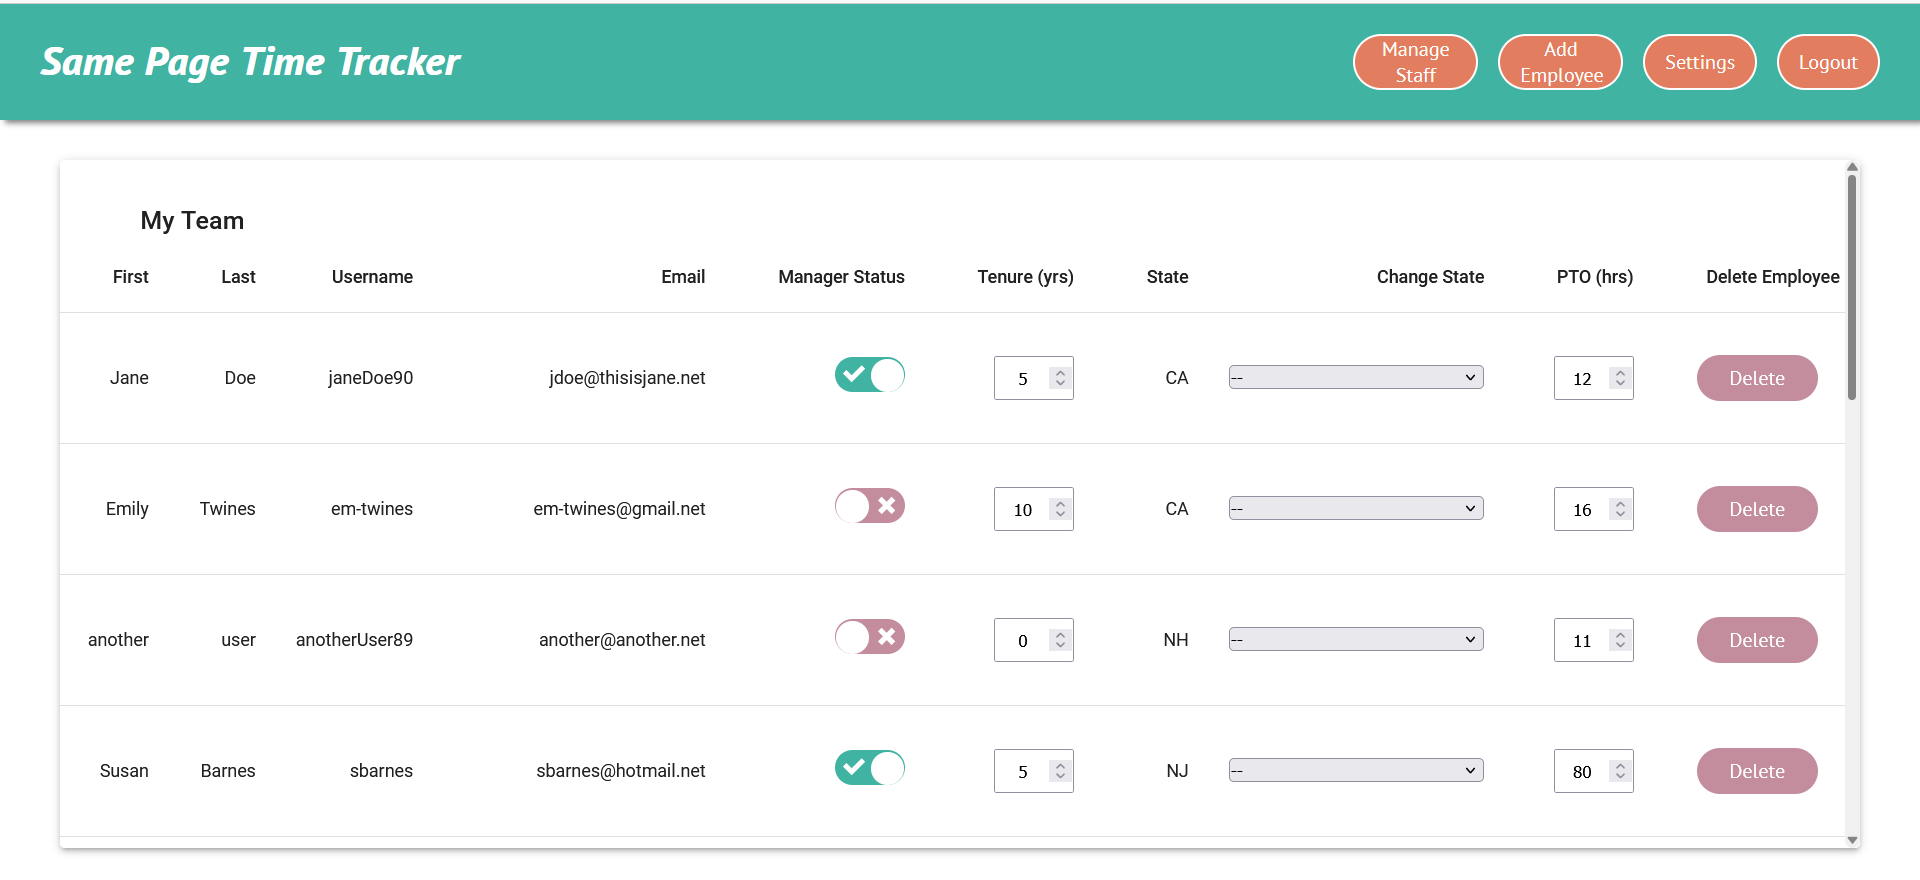 Same Page Time Tracker
Manage
Staff
Add
Employee
Settings
Logout
My Team
First Last Username Email Manager Status Tenure (yrs) State Change State PTO (hrs) Delete Employee
Jane Doe janeDoe90 jdoe@thisisjane.net 5 CA -- 12 Delete
Emily Twines em-twines em-twines@gmail.net 10 CA -- 16 Delete
another user anotherUser89 another@another.net 0 NH -- 11 Delete
Susan Barnes sbarnes sbarnes@hotmail.net 5 NJ -- 80 Delete